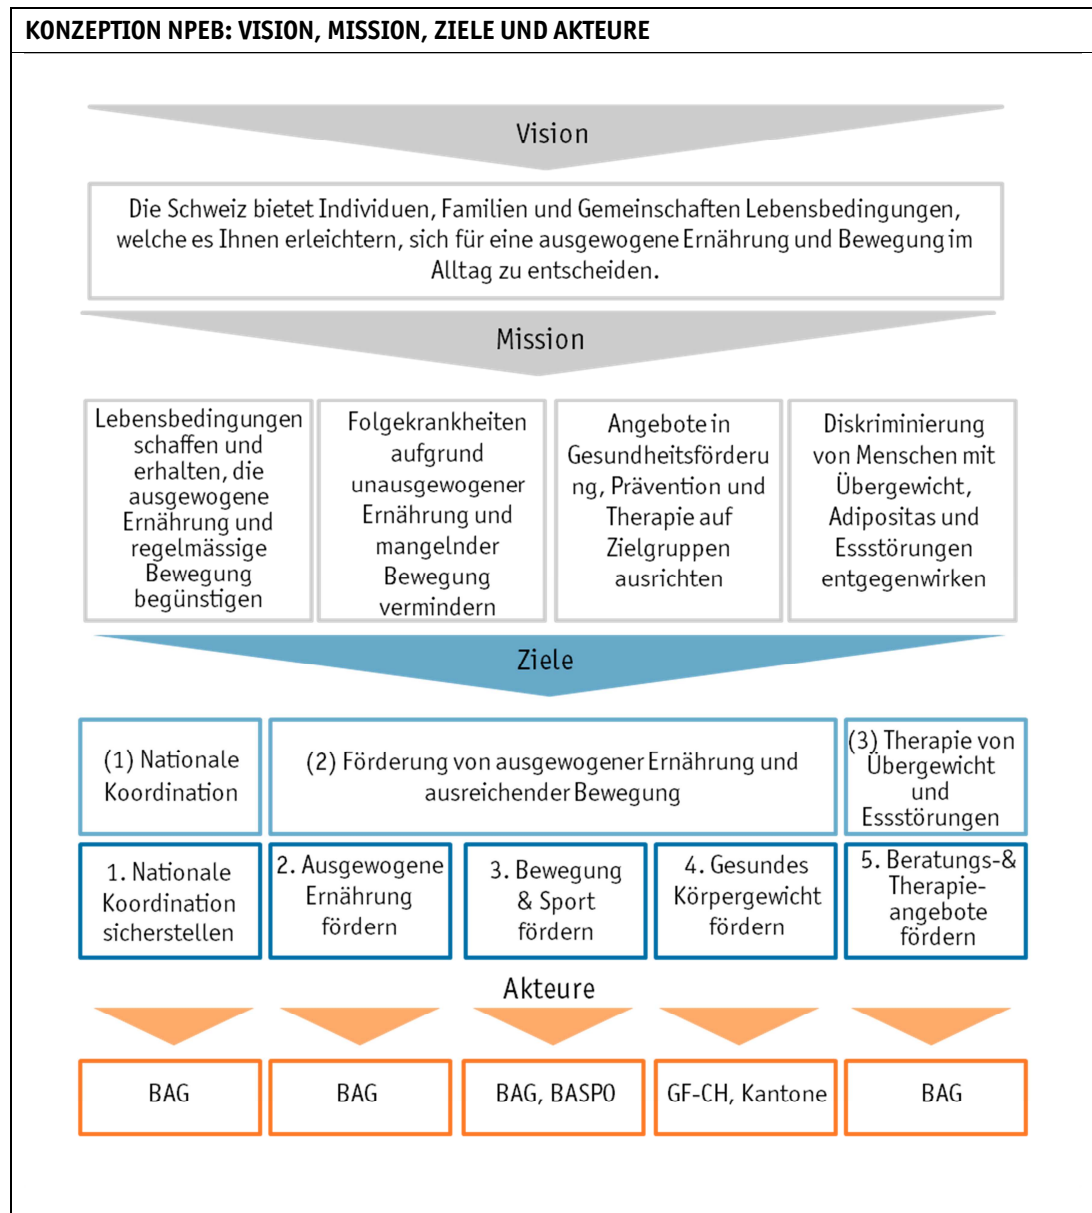 KONZEPTION NPEB: VISION, MISSION, ZIELE UND AKTEURE
Vision
Die Schweiz bietet Individuen, Familien und Gemeinschaften Lebensbedingungen,
welche es Ihnen erleichtern, sich für eine ausgewogene Ernährung und Bewegung im
Alltag zu entscheiden.
Mission
Lebensbedingungen
schaffen und
erhalten, die
ausgewogene
Ernährung und
regelmässige
Bewegung
begünstigen
Folgekrankheiten
aufgrund
unausgewogener
Ernährung und
mangelnder
Bewegung
vermindern
Angebote in
Gesundheitsförderu
ng, Prävention und
Therapie auf
Zielgruppen
ausrichten
Diskriminierung
von Menschen mit
Übergewicht,
Adipositas und
Essstörungen
entgegenwirken
Ziele
(1) Nationale
Koordination
(2) Förderung von ausgewogener Ernährung und
ausreichender Bewegung
(3) Therapie von
Übergewicht
und
Essstörungen
1. Nationale
Koordination
sicherstellen
2. Ausgewogene
Ernährung
fördern
3. Bewegung
& Sport
fördern
4. Gesundes
Körpergewicht
fördern
5. Beratungs-&
Therapie-
angebote
fördern
Akteure
BAG
BAG
BAG, BASPO
GF-CH, Kantone
BAG